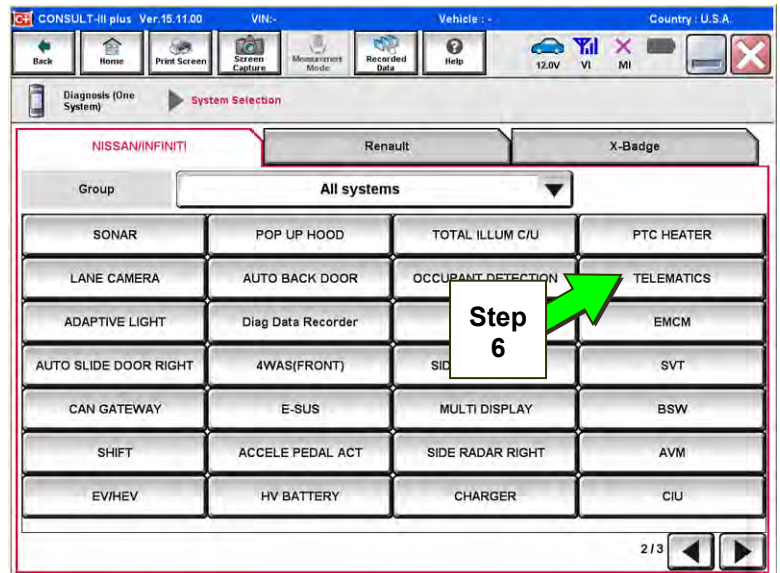 CONSULT-III plus Ver.15.11.00 VIN:- Vehicle : - Country : U.S.A.
Back Home Print Screen Screen Capture Measurement Mode Recorded Data Help 12.0V VI MI
Diagnosis (One System) System Selection
NISSAN/INFINITI Renault X-Badge
Group All systems
SONAR POP UP HOOD TOTAL ILLUM C/U PTC HEATER
LANE CAMERA AUTO BACK DOOR OCCUPANT DETECTION TELEMATICS
ADAPTIVE LIGHT Diag Data Recorder EMCM
Step
6
AUTO SLIDE DOOR RIGHT 4WAS(FRONT) SVT
CAN GATEWAY E-SUS MULTI DISPLAY BSW
SHIFT ACCELE PEDAL ACT SIDE RADAR RIGHT AVM
EV/HEV HV BATTERY CHARGER CIU
2/3